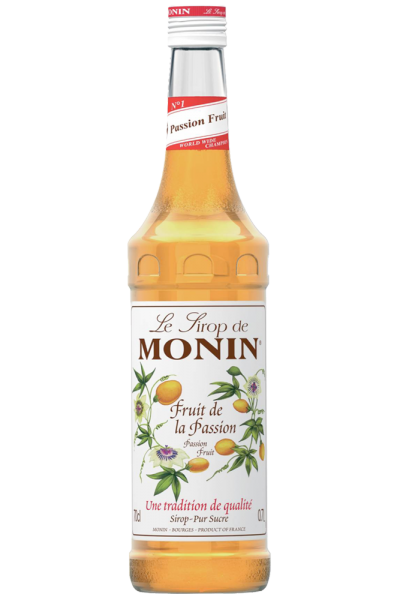 MONIN
N°1
Passion Fruit
WORLD WIDE
Le Sirop de
MONIN®
Fruit de
la Passion
Passion
Fruit
Une tradition de qualité
70cl Sirop-Pur Sucre 0.7L
MONIN - BOURGES - PRODUCT OF FRANCE